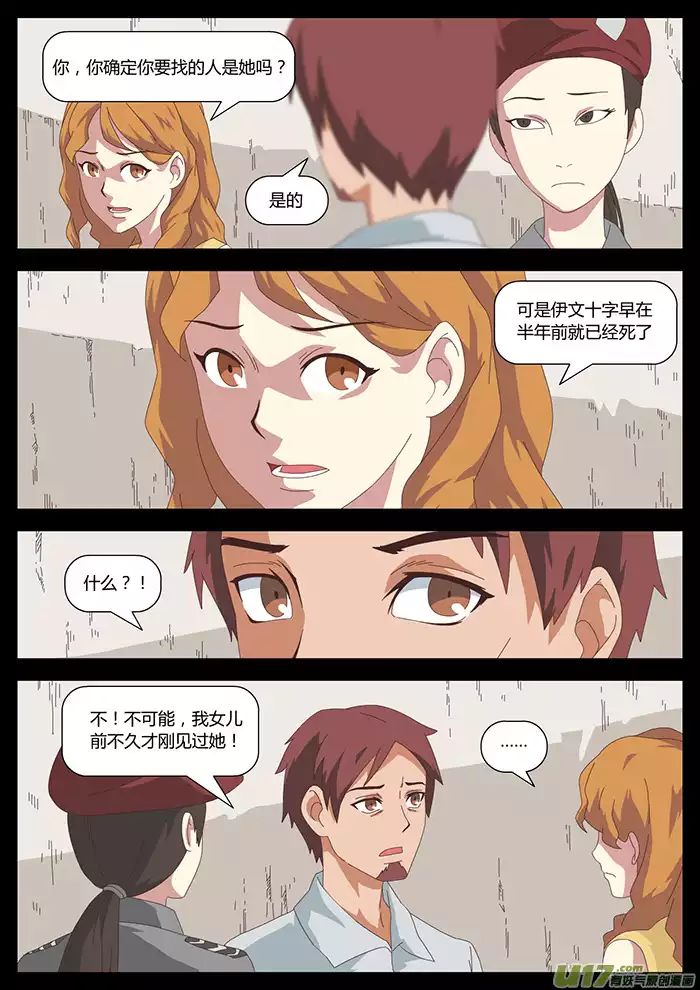 你，你确定你要找的人是她吗？
是的
可是伊文十字早在
半年前就已经死了
什么？！
不！不可能，我女儿
前不久才刚见过她！
……
U17.com
有妖气原创漫画